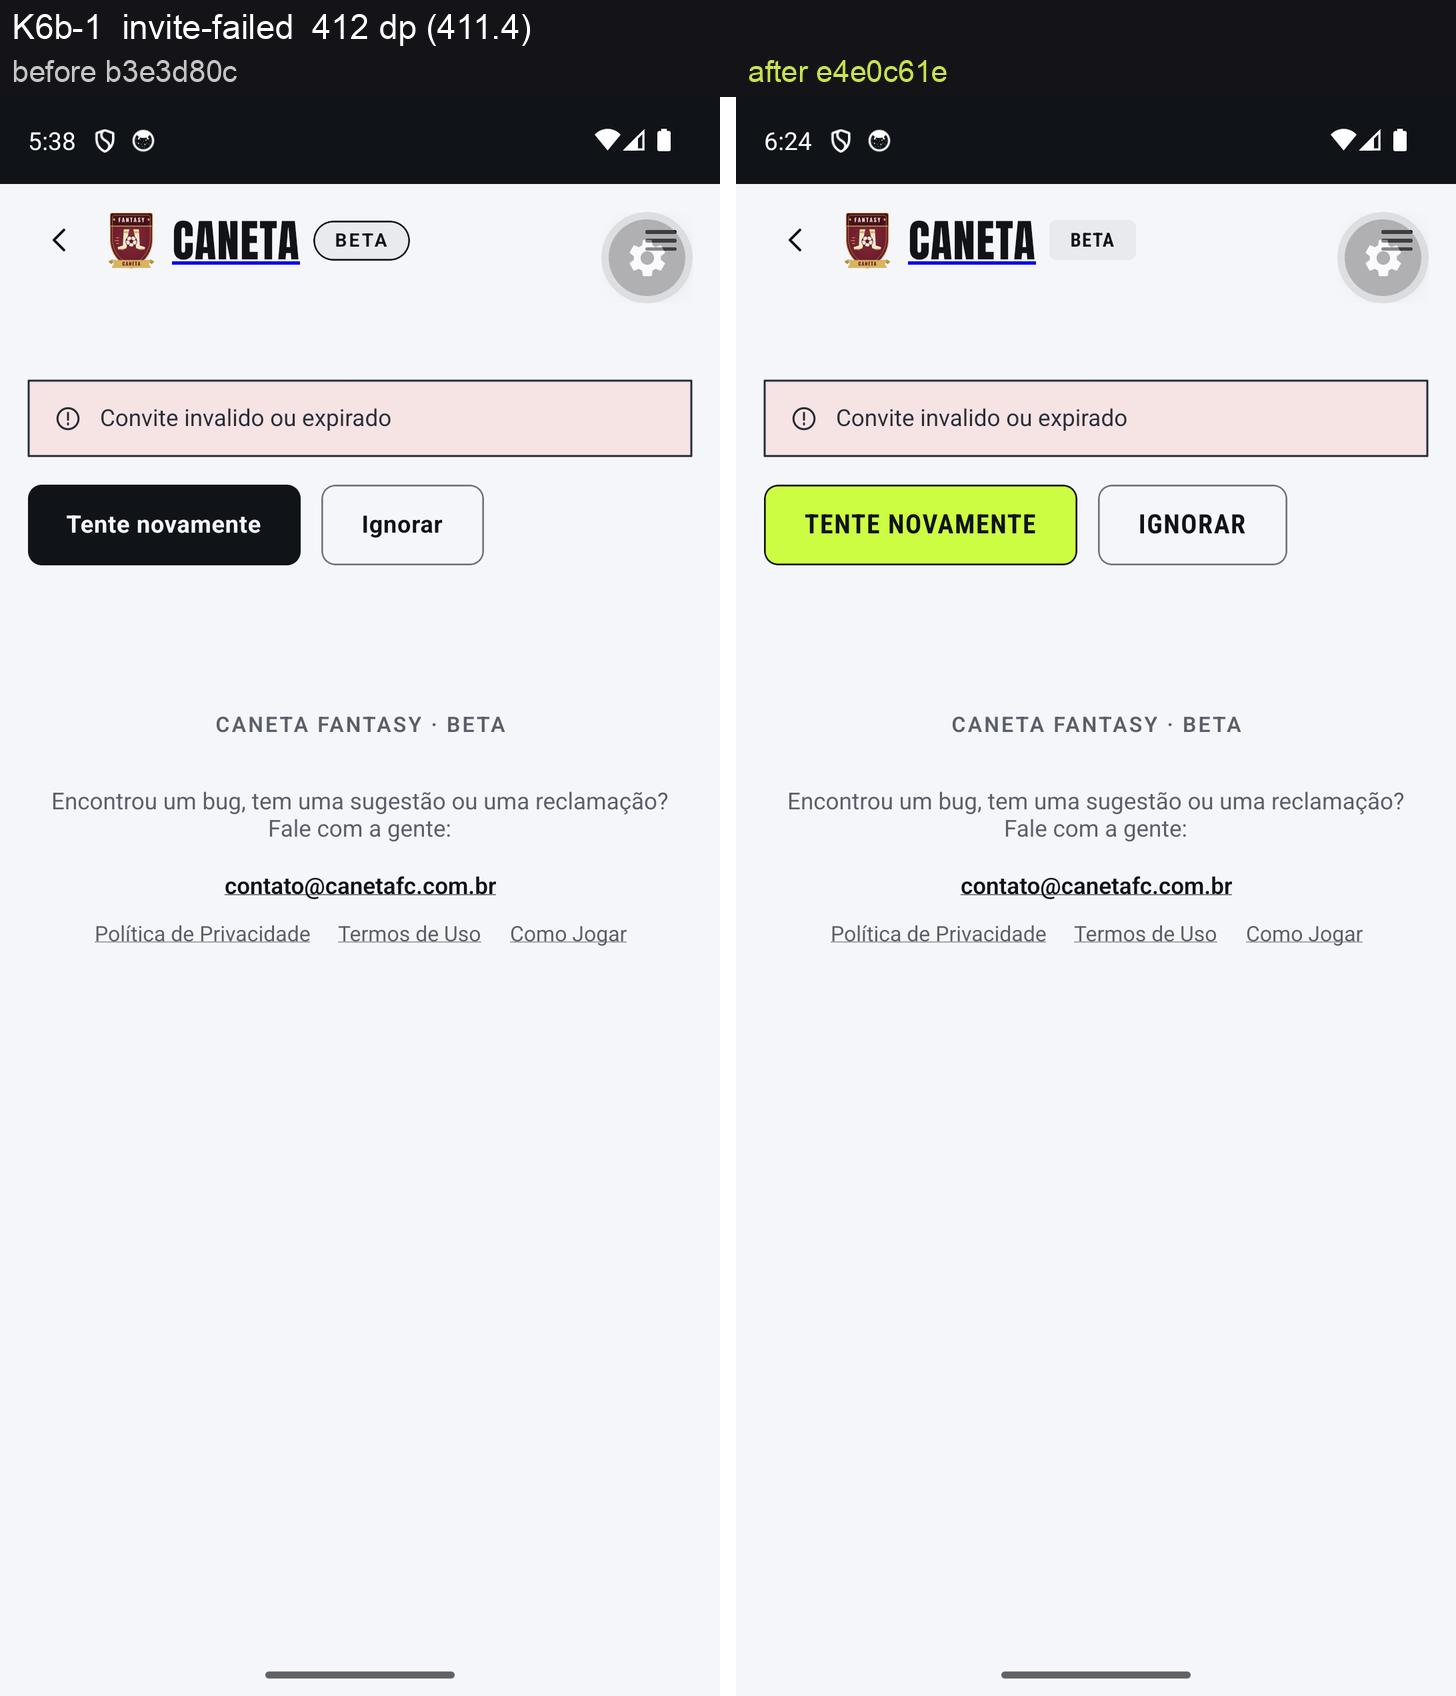 K6b-1 invite-failed 412 dp (411.4)
before b3e3d80c
after e4e0c61e
5:38
FANTASY
CANETA
CANETA
BETA
Convite invalido ou expirado
Tente novamente
Ignorar
CANETA FANTASY · BETA
Encontrou um bug, tem uma sugestão ou uma reclamação?
Fale com a gente:
contato@canetafc.com.br
Política de Privacidade Termos de Uso Como Jogar
6:24
FANTASY
CANETA
CANETA
BETA
Convite invalido ou expirado
TENTE NOVAMENTE
IGNORAR
CANETA FANTASY · BETA
Encontrou um bug, tem uma sugestão ou uma reclamação?
Fale com a gente:
contato@canetafc.com.br
Política de Privacidade Termos de Uso Como Jogar